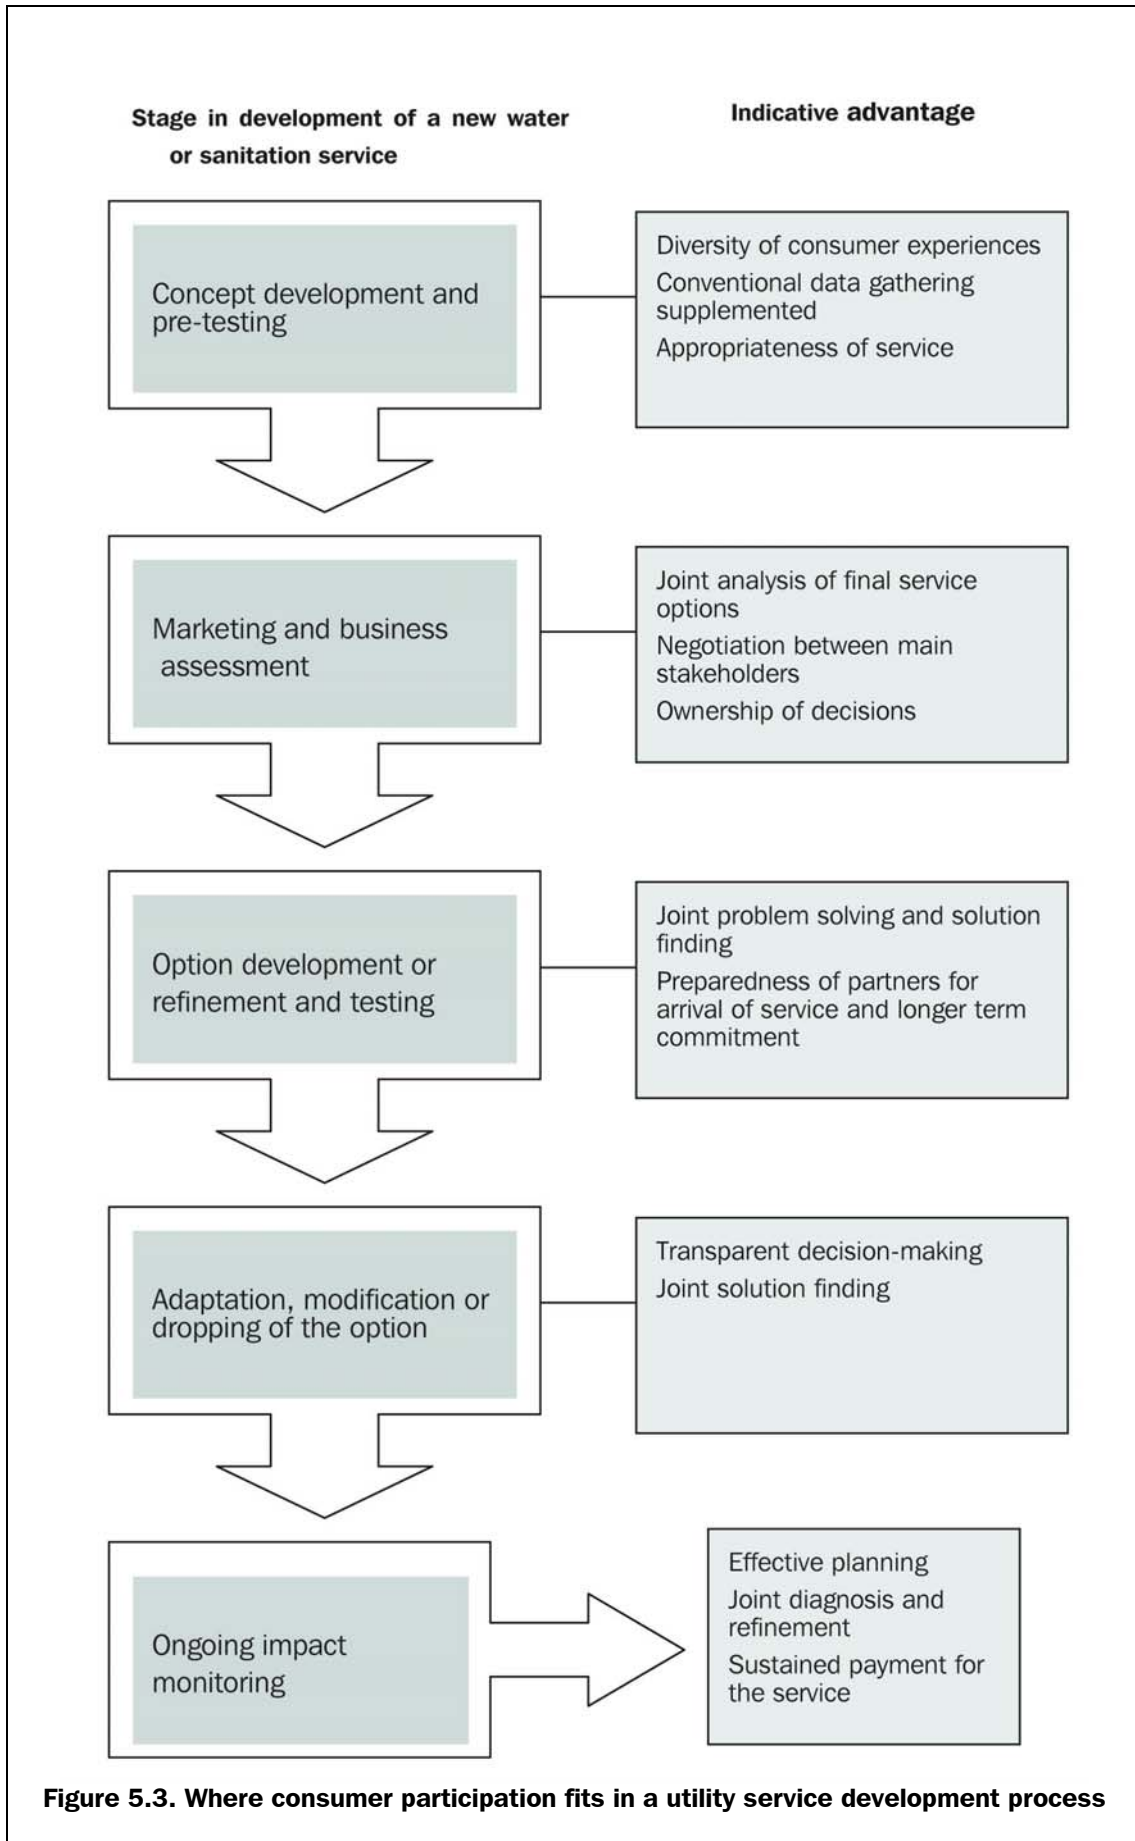 Stage in development of a new water
or sanitation service
Indicative advantage
Concept development and
pre-testing
Diversity of consumer experiences
Conventional data gathering
supplemented
Appropriateness of service
Marketing and business
assessment
Joint analysis of final service
options
Negotiation between main
stakeholders
Ownership of decisions
Option development or
refinement and testing
Joint problem solving and solution
finding
Preparedness of partners for
arrival of service and longer term
commitment
Adaptation, modification or
dropping of the option
Transparent decision-making
Joint solution finding
Ongoing impact
monitoring
Effective planning
Joint diagnosis and
refinement
Sustained payment for
the service
Figure 5.3. Where consumer participation fits in a utility service development process